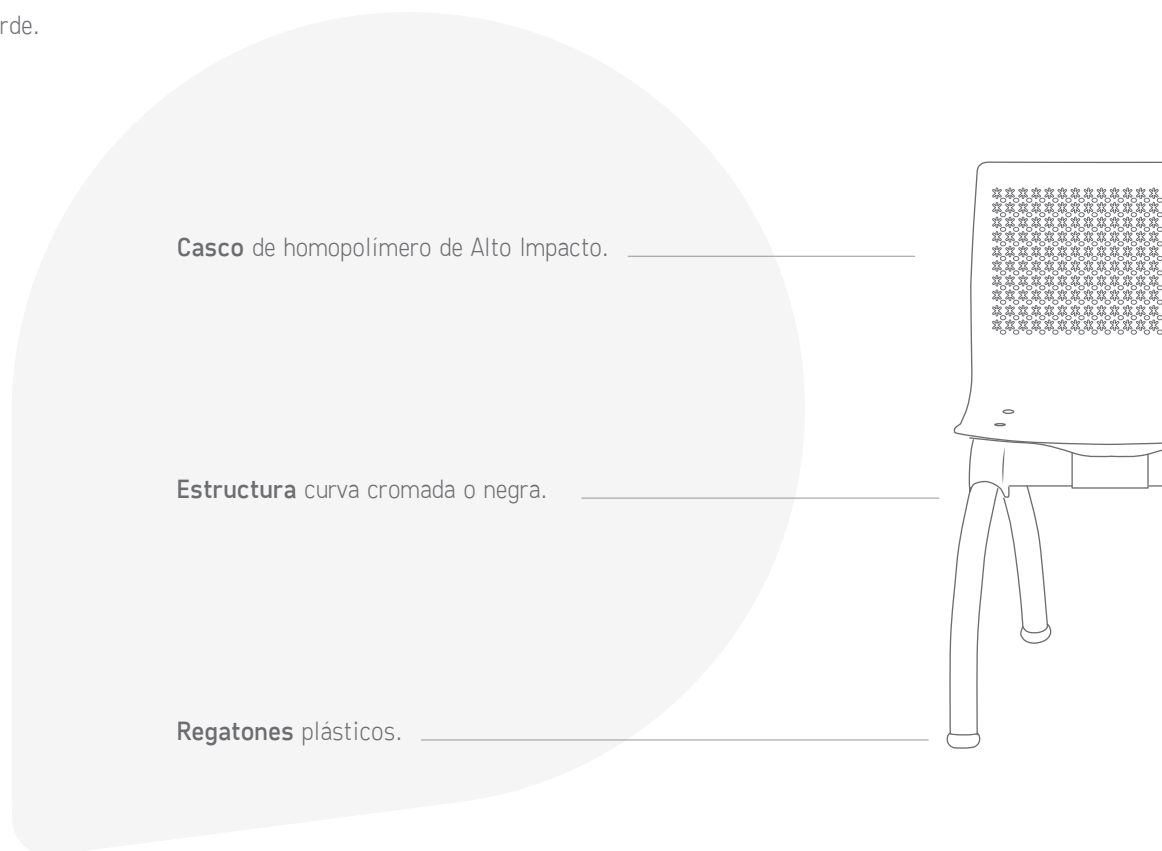 rde.
Casco de homopolímero de Alto Impacto.
Estructura curva cromada o negra.
Regatones plásticos.